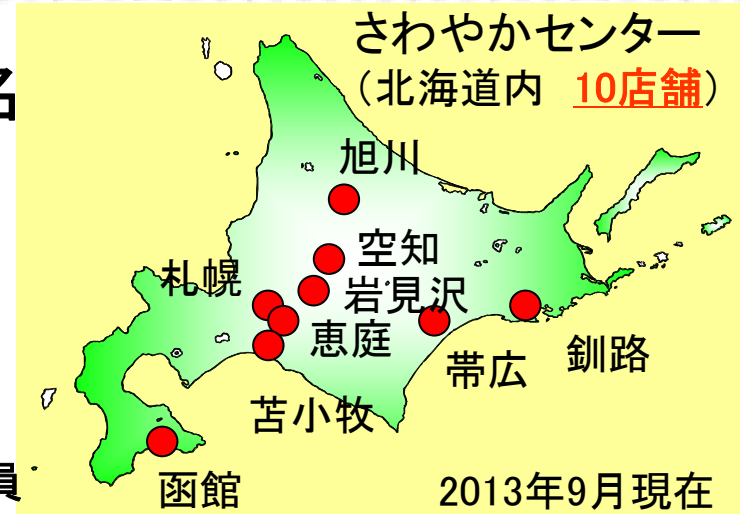 さわやかセンター
名
（北海道内　10店舗）
旭川
空知
札幌
岩見沢
恵庭
帯広
釧路
苫小牧
員
函館
2013年9月現在